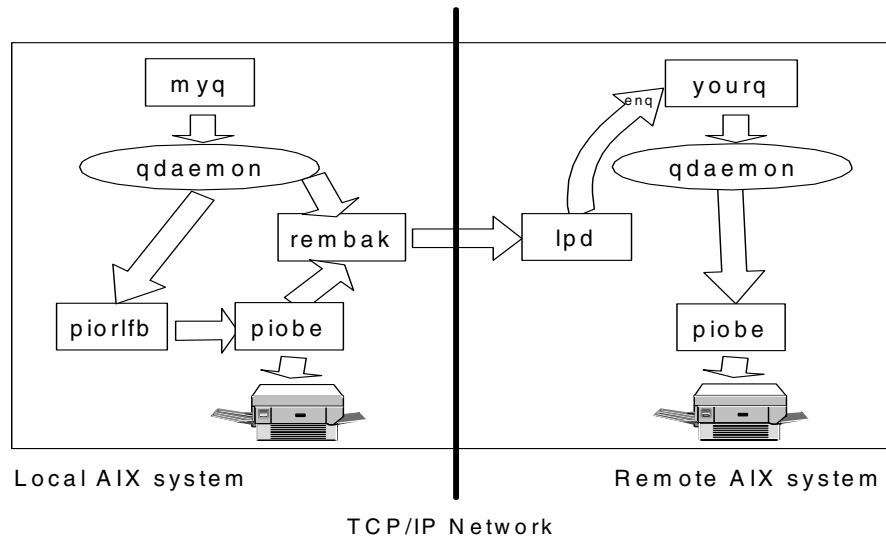 myq
qdaemon
rembak
piorlfb
piobe
enq
yourq
qdaemon
lpd
piobe
Local AIX system
Remote AIX system
TCP/IP Network